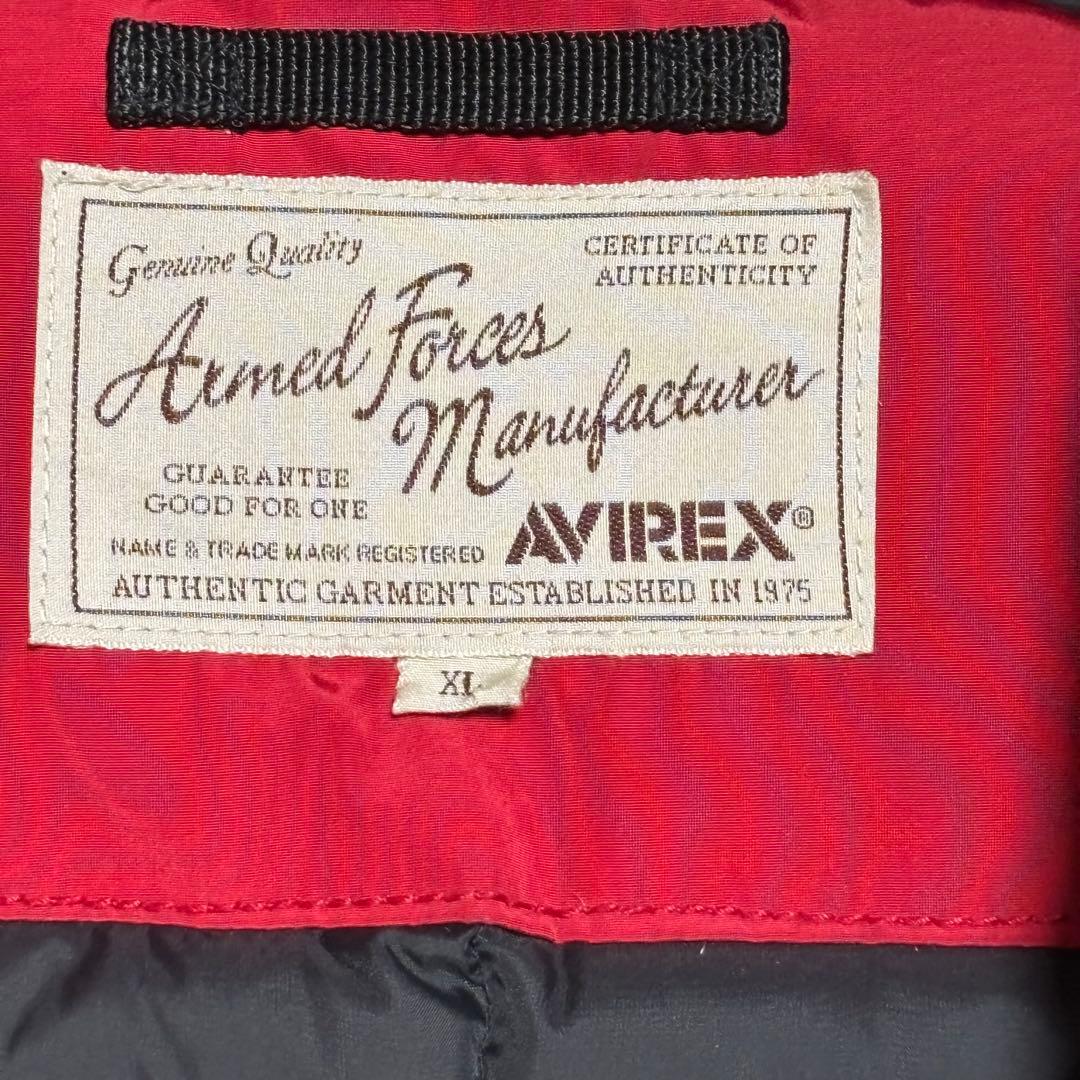 Genuine Quality
CERTIFICATE OF
AUTHENTICITY
Armed Forces
Manufacturer
GUARANTEE
GOOD FOR ONE
AVIREX®
NAME & TRADE MARK REGISTERED
AUTHENTIC GARMENT ESTABLISHED IN 1975
XL